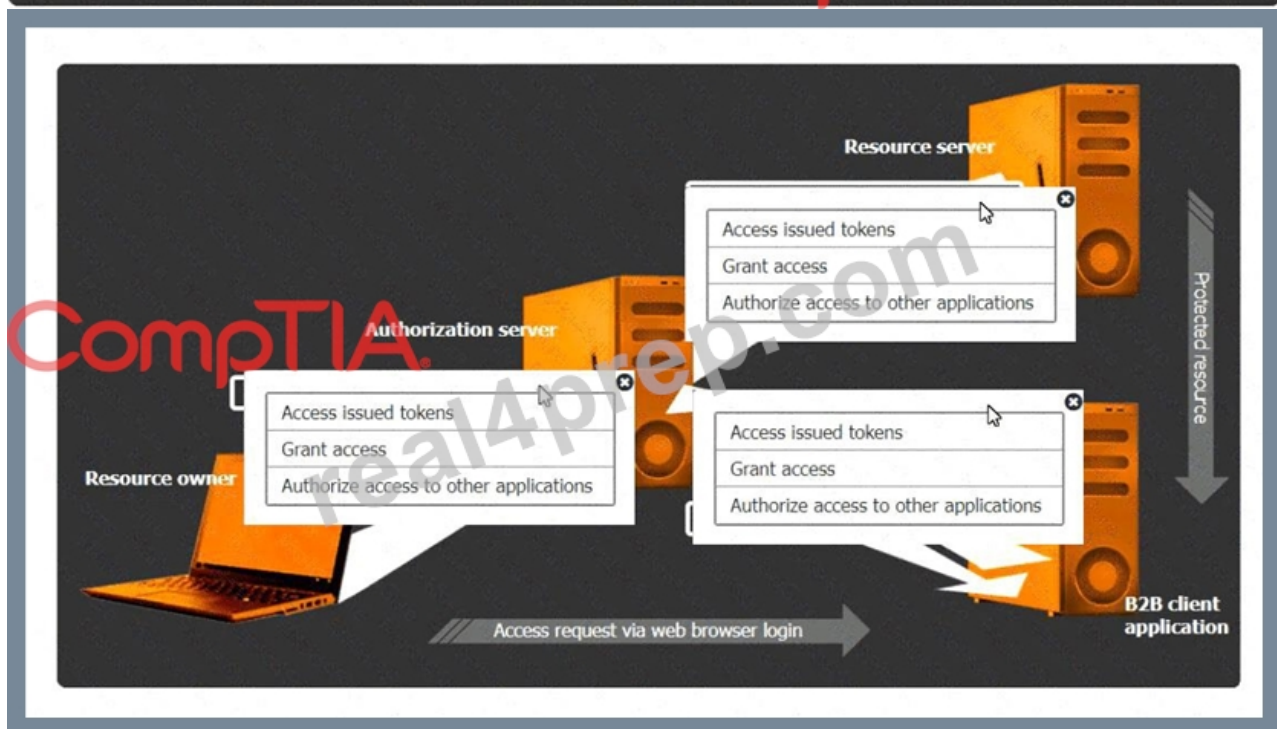 Resource server
Access issued tokens
Grant access
Authorize access to other applications
Protected resource
CompTIA.
Authorization server
Access issued tokens
Grant access
Authorize access to other applications
Access issued tokens
Grant access
Authorize access to other applications
real4prep.com
Resource owner
Access request via web browser login
B2B client
application